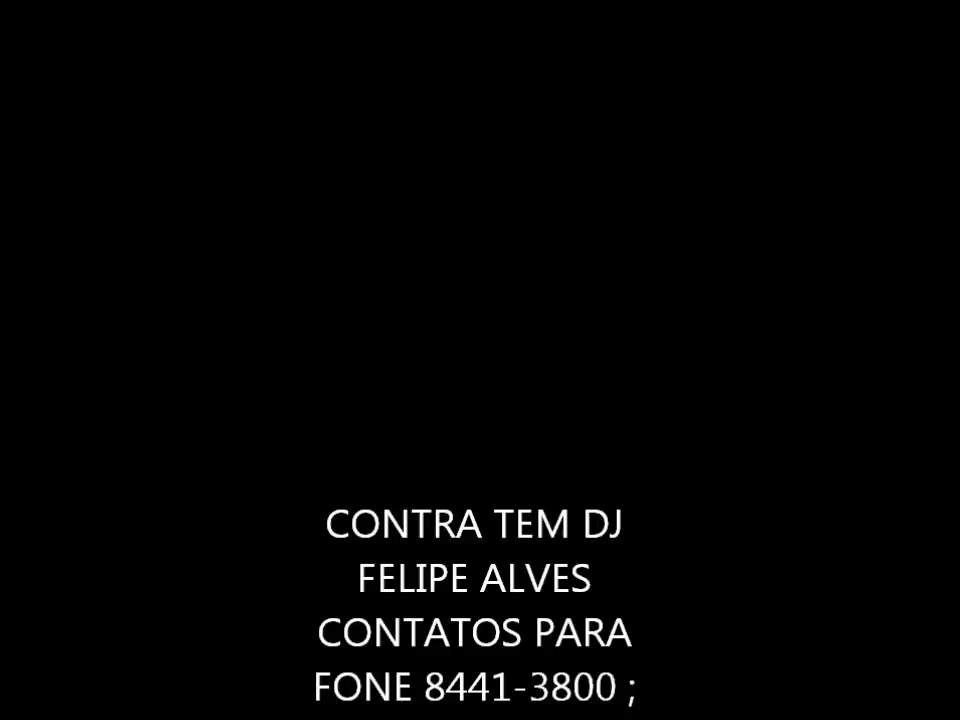 CONTRA TEM DJ
FELIPE ALVES
CONTATOS PARA
FONE 8441-3800 ;